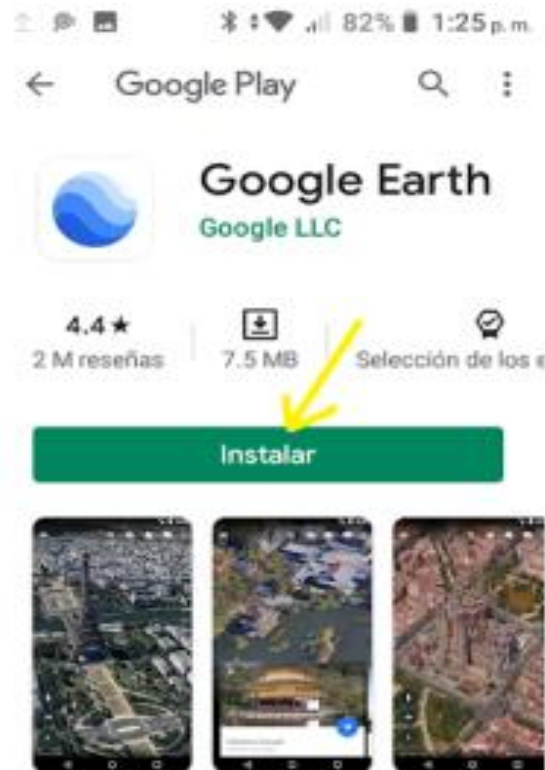 82% 1:25 p. m.
Google Play
Google Earth
Google LLC
4.4★
2 M reseñas
7.5 MB
Selección de los e
Instalar